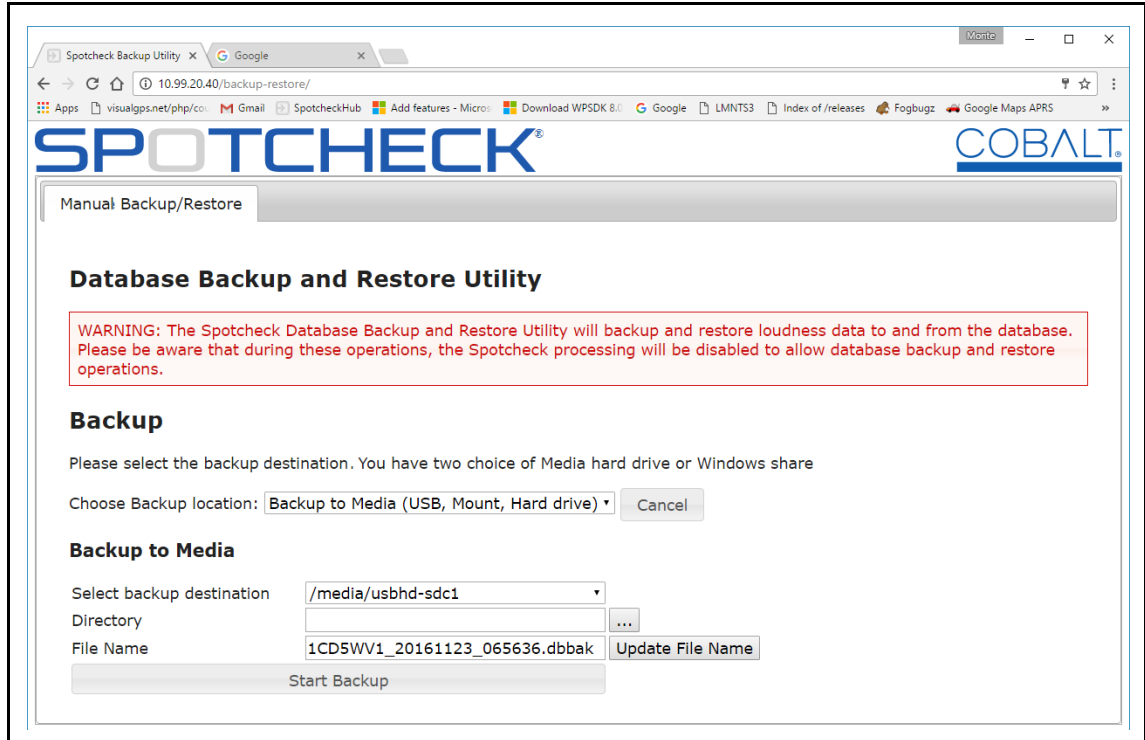 Monte
Spotcheck Backup Utility
Google
10.99.20.40/backup-restore/
Apps visualgps.net/php/cou Gmail SpotcheckHub Add features - Micros Download WPSDK 8.0 Google LMNTS3 Index of /releases Fogbugz Google Maps APRS »
SPOTCHECK®
COBALT®
Manual Backup/Restore
Database Backup and Restore Utility
WARNING: The Spotcheck Database Backup and Restore Utility will backup and restore loudness data to and from the database.
Please be aware that during these operations, the Spotcheck processing will be disabled to allow database backup and restore
operations.
Backup
Please select the backup destination. You have two choice of Media hard drive or Windows share
Choose Backup location: Backup to Media (USB, Mount, Hard drive) Cancel
Backup to Media
Select backup destination /media/usbhd-sdc1
Directory ...
File Name 1CD5WV1_20161123_065636.dbbak Update File Name
Start Backup